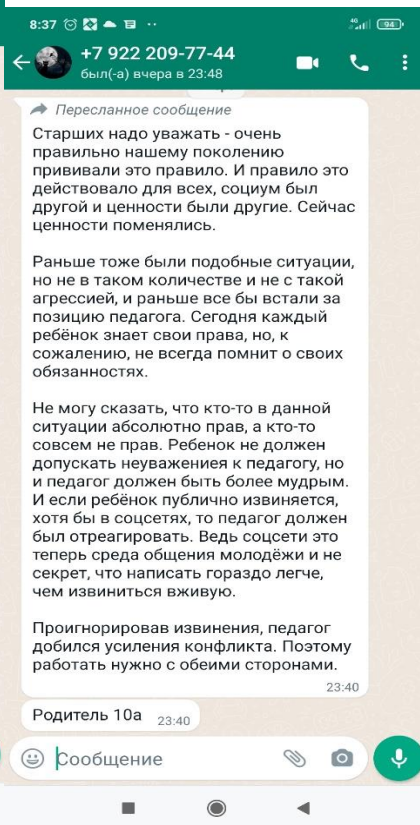 8:37
4G
94
+7 922 209-77-44
был(-а) вчера в 23:48
Пересланное сообщение
Старших надо уважать - очень
правильно нашему поколению
прививали это правило. И правило это
действовало для всех, социум был
другой и ценности были другие. Сейчас
ценности поменялись.
Раньше тоже были подобные ситуации,
но не в таком количестве и не с такой
агрессией, и раньше все бы встали за
позицию педагога. Сегодня каждый
ребёнок знает свои права, но, к
сожалению, не всегда помнит о своих
обязанностях.
Не могу сказать, что кто-то в данной
ситуации абсолютно прав, а кто-то
совсем не прав. Ребенок не должен
допускать неуважениея к педагогу, но
и педагог должен быть более мудрым.
И если ребёнок публично извиняется,
хотя бы в соцсетях, то педагог должен
был отреагировать. Ведь соцсети это
теперь среда общения молодёжи и не
секрет, что написать гораздо легче,
чем извиниться вживую.
Проигнорировав извинения, педагог
добился усиления конфликта. Поэтому
работать нужно с обеими сторонами.
23:40
Родитель 10а 23:40
Сообщение